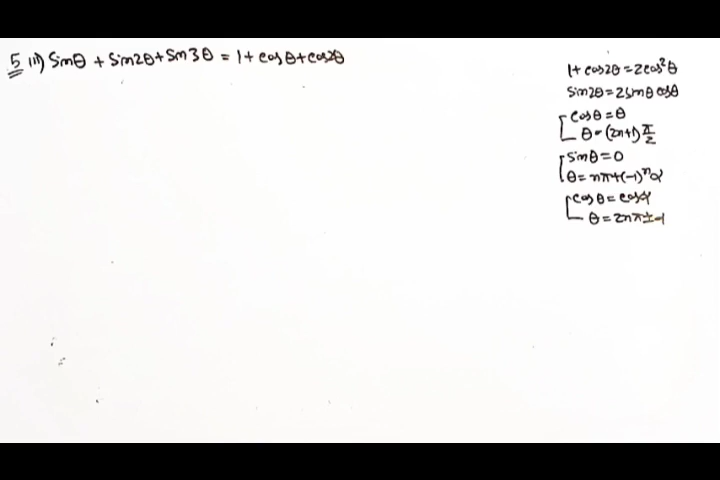 5 iii) Sinθ + Sin2θ + Sin3θ = 1 + cosθ + cos2θ
1 + cos2θ = 2cos²θ
Sin2θ = 2sinθ cosθ
cosθ = θ
θ = (2n+1) π/2
sinθ = 0
θ = nπ + (-1)ⁿα
cosθ = cosα
θ = 2nπ ± α